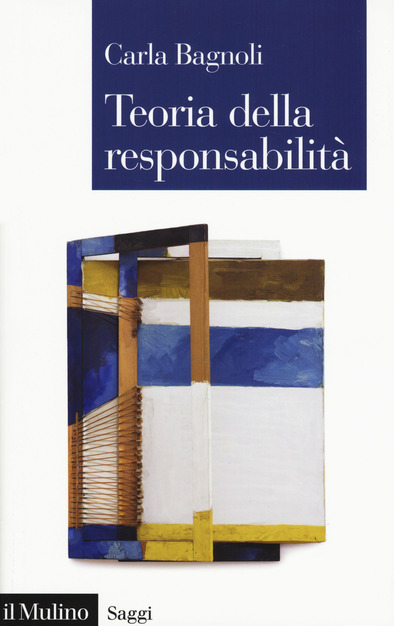 Carla Bagnoli
Teoria della
responsabilità
il Mulino
Saggi